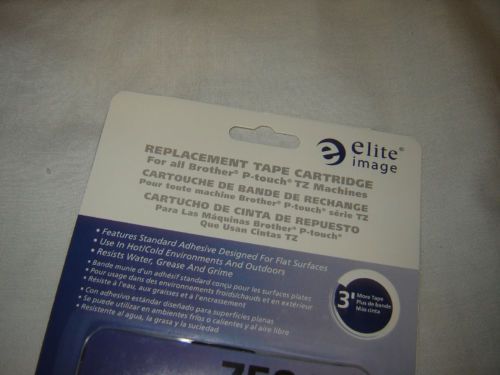 elite®
image
REPLACEMENT TAPE CARTRIDGE
For all Brother® P-touch® TZ Machines
CARTOUCHE DE BANDE DE RECHANGE
Pour toute machine Brother® P-touch® série TZ
CARTUCHO DE CINTA DE REPUESTO
Para Las Máquinas Brother® P-touch®
Que Usan Cintas TZ
• Features Standard Adhesive Designed For Flat Surfaces
• Use In Hot/Cold Environments And Outdoors
• Resists Water, Grease And Grime
• Bande munie d'un adhésif standard conçu pour les surfaces plates
• Pour usage dans des environnements froids/chauds et en extérieur
• Résiste à l'eau, aux graisses et à l'encrassement
• Con adhesivo estándar diseñado para superficies planas
• Se puede utilizar en ambientes fríos o calientes y al aire libre
• Resistente al agua, la grasa y la suciedad
3'
More Tape
Plus de bande
Más cinta